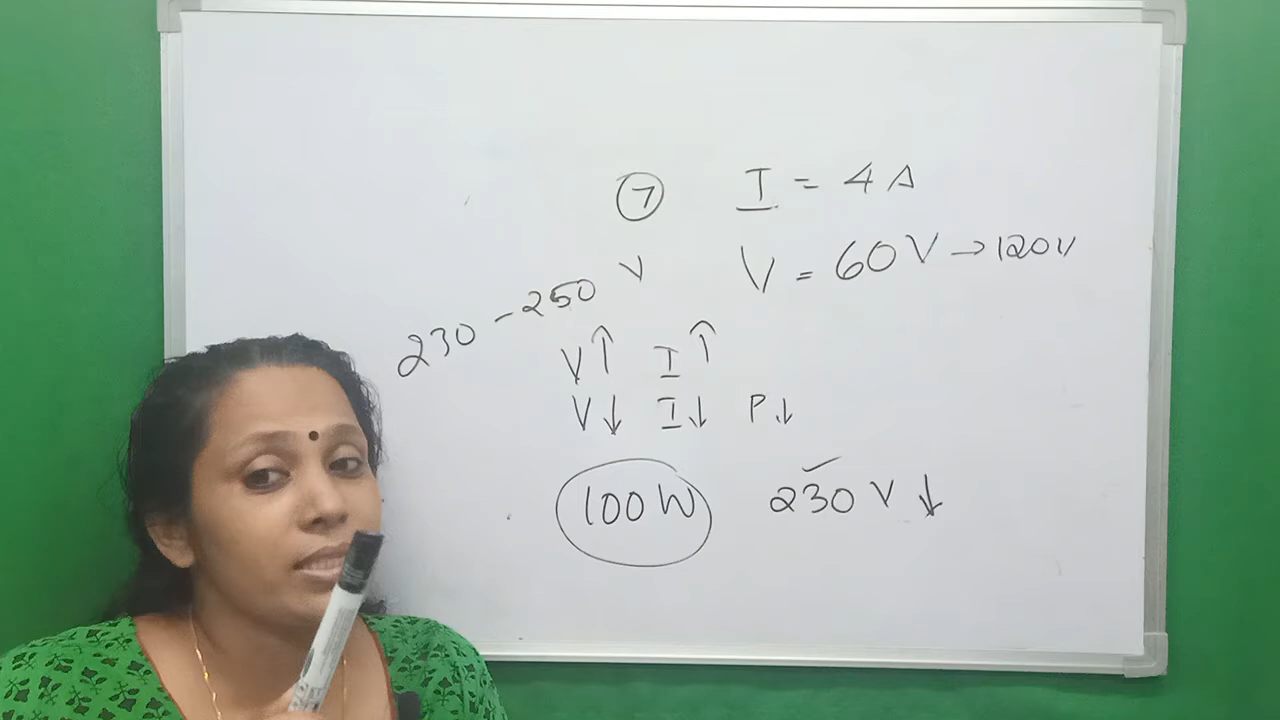 ⑦ I = 4A
V = 60V → 120V
230 - 250 V
V↑ I↑
V↓ I↓ P↓
100W 230V ↓